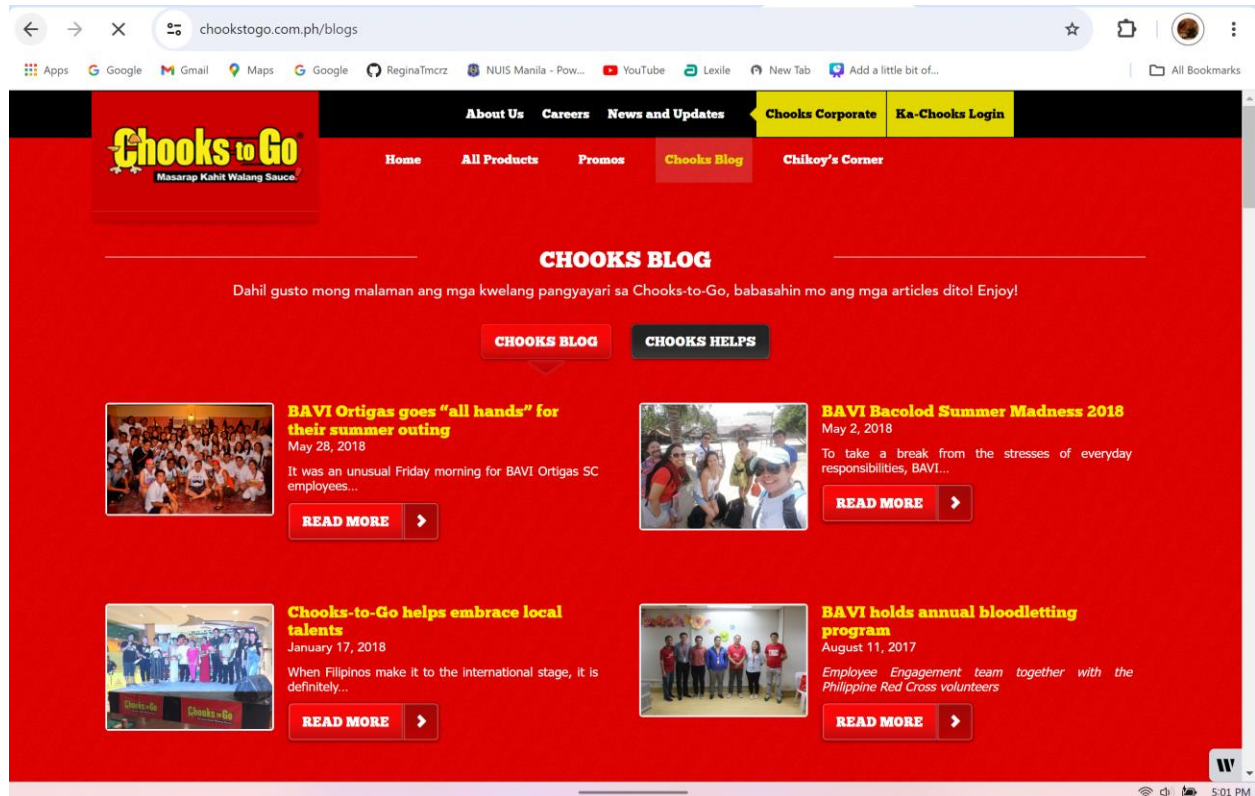 chookstogo.com.ph/blogs
Apps Google Gmail Maps Google ReginaTmcrz NUIS Manila - Pow... YouTube Lexile New Tab Add a little bit of... All Bookmarks
About Us Careers News and Updates Chooks Corporate Ka-Chooks Login
Chooks to Go
Masarap Kahit Walang Sauce!
Home All Products Promos Chooks Blog Chikoy's Corner
CHOOKS BLOG
Dahil gusto mong malaman ang mga kwelang pangyayari sa Chooks-to-Go, babasahin mo ang mga articles dito! Enjoy!
CHOOKS BLOG CHOOKS HELPS
BAVI Ortigas goes “all hands” for
their summer outing
May 28, 2018
It was an unusual Friday morning for BAVI Ortigas SC
employees...
READ MORE
BAVI Bacolod Summer Madness 2018
May 2, 2018
To take a break from the stresses of everyday
responsibilities, BAVI...
READ MORE
Chooks-to-Go helps embrace local
talents
January 17, 2018
When Filipinos make it to the international stage, it is
definitely...
READ MORE
Chooks to Go Chooks to Go
BAVI holds annual bloodletting
program
August 11, 2017
Employee Engagement team together with the
Philippine Red Cross volunteers
READ MORE
W
5:01 PM